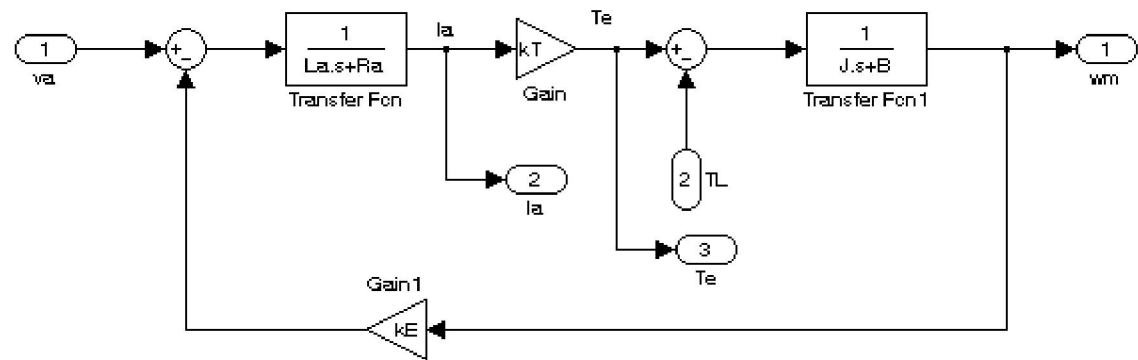 1
va
+
−
1
La.s+Ra
Transfer Fcn
Ia
kT
Gain
Te
+
−
1
J.s+B
Transfer Fcn1
1
wm
2
Ia
2
TL
3
Te
Gain1
kE